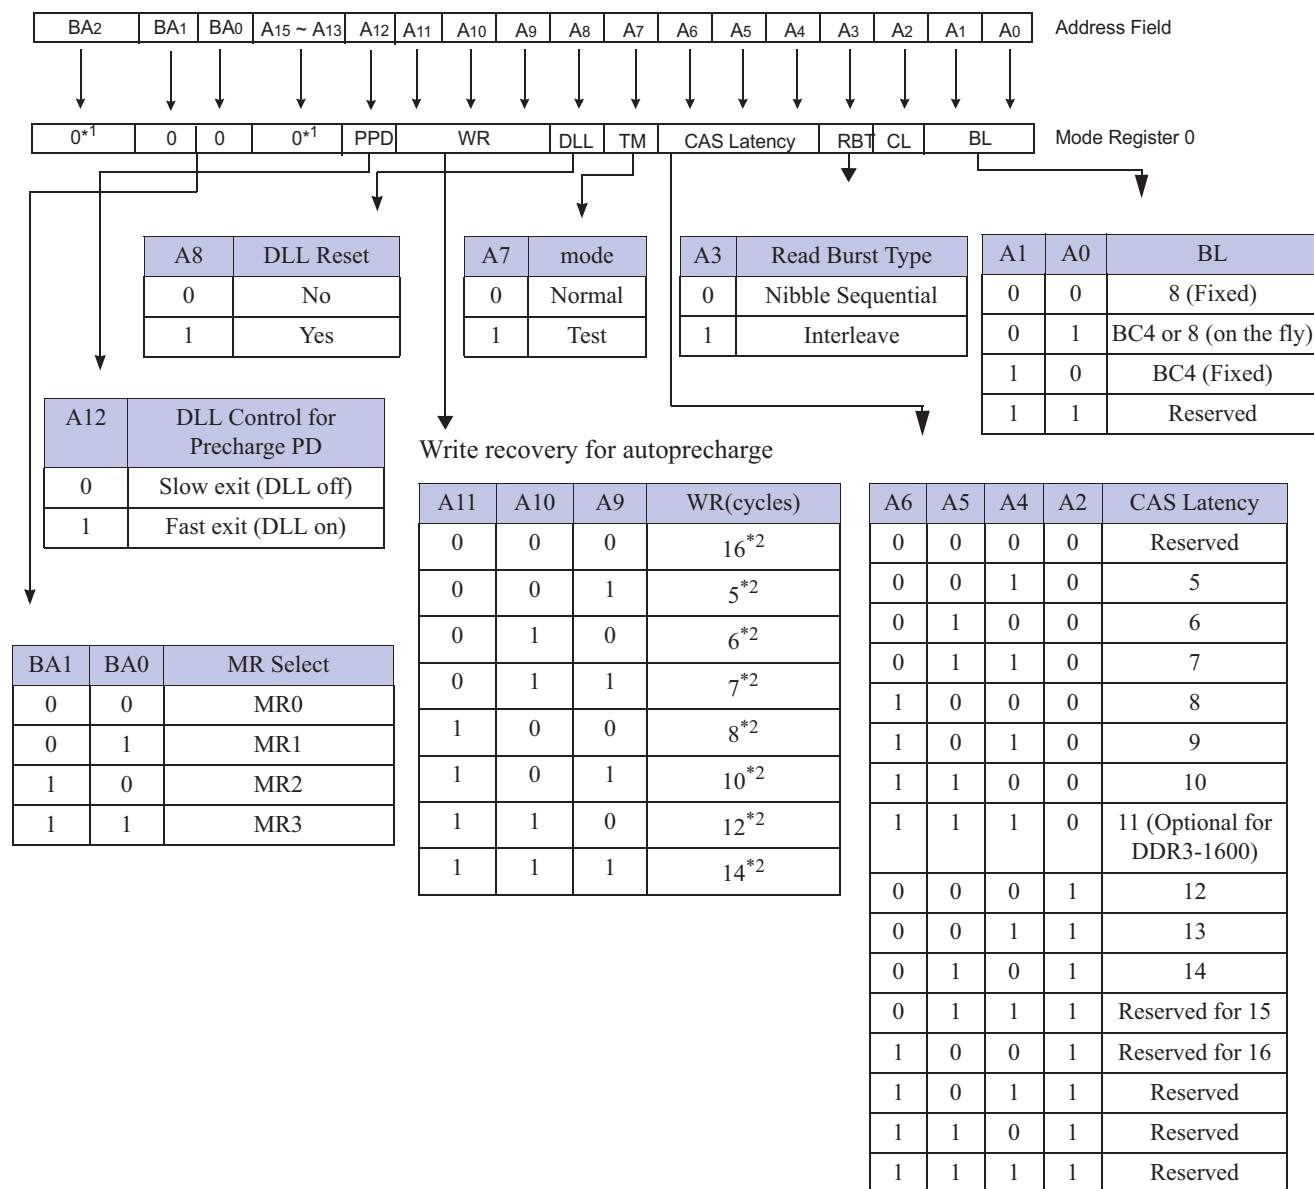 BA2 BA1 BA0 A15 ~ A13 A12 A11 A10 A9 A8 A7 A6 A5 A4 A3 A2 A1 A0 Address Field
0*1 0 0 0*1 PPD WR DLL TM CAS Latency RBT CL BL Mode Register 0
A8 DLL Reset
0 No
1 Yes
A7 mode
0 Normal
1 Test
A3 Read Burst Type
0 Nibble Sequential
1 Interleave
A1 A0 BL
0 0 8 (Fixed)
0 1 BC4 or 8 (on the fly)
1 0 BC4 (Fixed)
1 1 Reserved
A12 DLL Control for
Precharge PD
0 Slow exit (DLL off)
1 Fast exit (DLL on)
Write recovery for autoprecharge
A11 A10 A9 WR(cycles)
0 0 0 16*2
0 0 1 5*2
0 1 0 6*2
0 1 1 7*2
1 0 0 8*2
1 0 1 10*2
1 1 0 12*2
1 1 1 14*2
A6 A5 A4 A2 CAS Latency
0 0 0 0 Reserved
0 0 1 0 5
0 1 0 0 6
0 1 1 0 7
1 0 0 0 8
1 0 1 0 9
1 1 0 0 10
1 1 1 0 11 (Optional for
DDR3-1600)
0 0 0 1 12
0 0 1 1 13
0 1 0 1 14
0 1 1 1 Reserved for 15
1 0 0 1 Reserved for 16
1 0 1 1 Reserved
1 1 0 1 Reserved
1 1 1 1 Reserved
BA1 BA0 MR Select
0 0 MR0
0 1 MR1
1 0 MR2
1 1 MR3